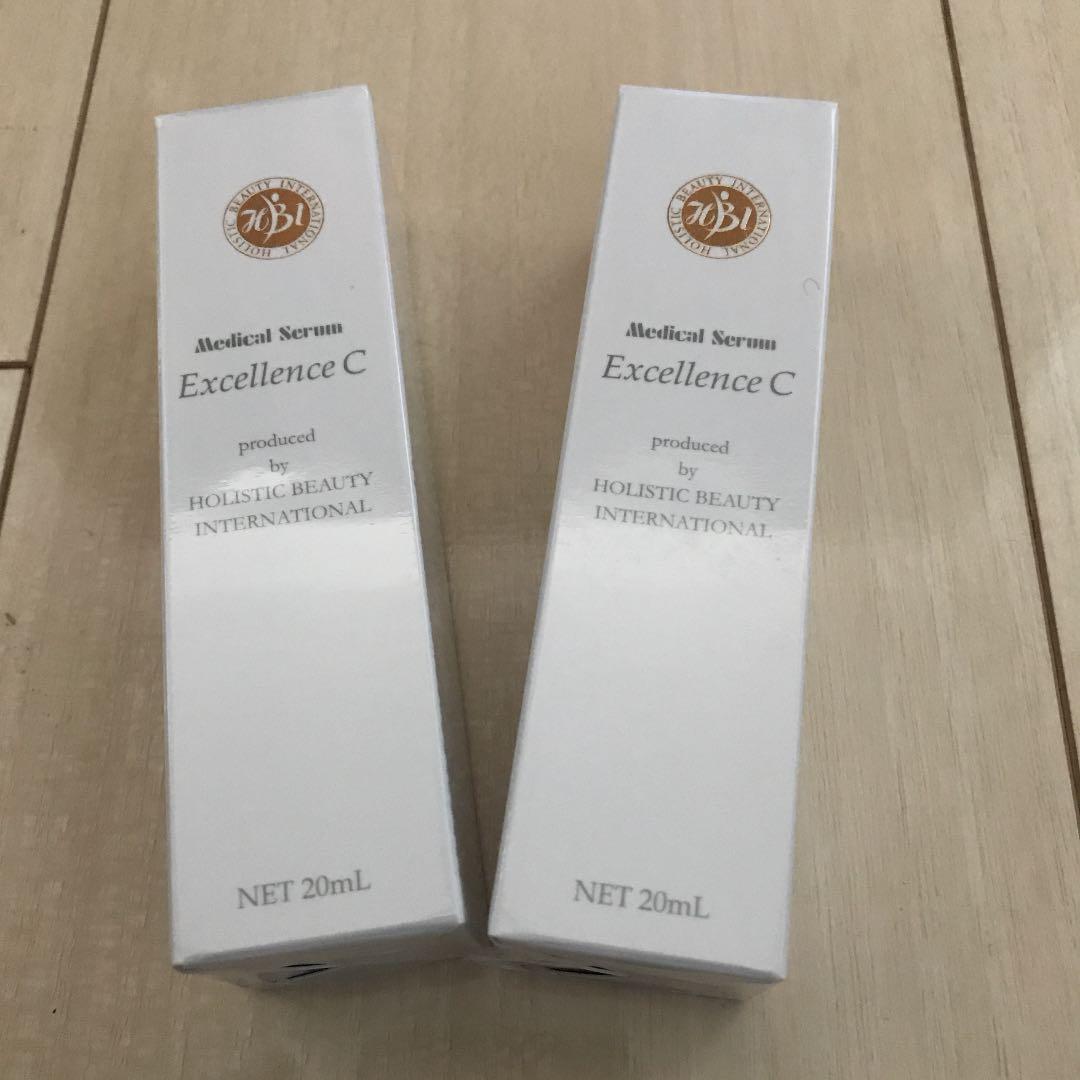 HOLISTIC BEAUTY INTERNATIONAL
HBI
Medical Serum
Excellence C
produced
by
HOLISTIC BEAUTY
INTERNATIONAL
NET 20mL
HOLISTIC BEAUTY INTERNATIONAL
HBI
Medical Serum
Excellence C
produced
by
HOLISTIC BEAUTY
INTERNATIONAL
NET 20mL